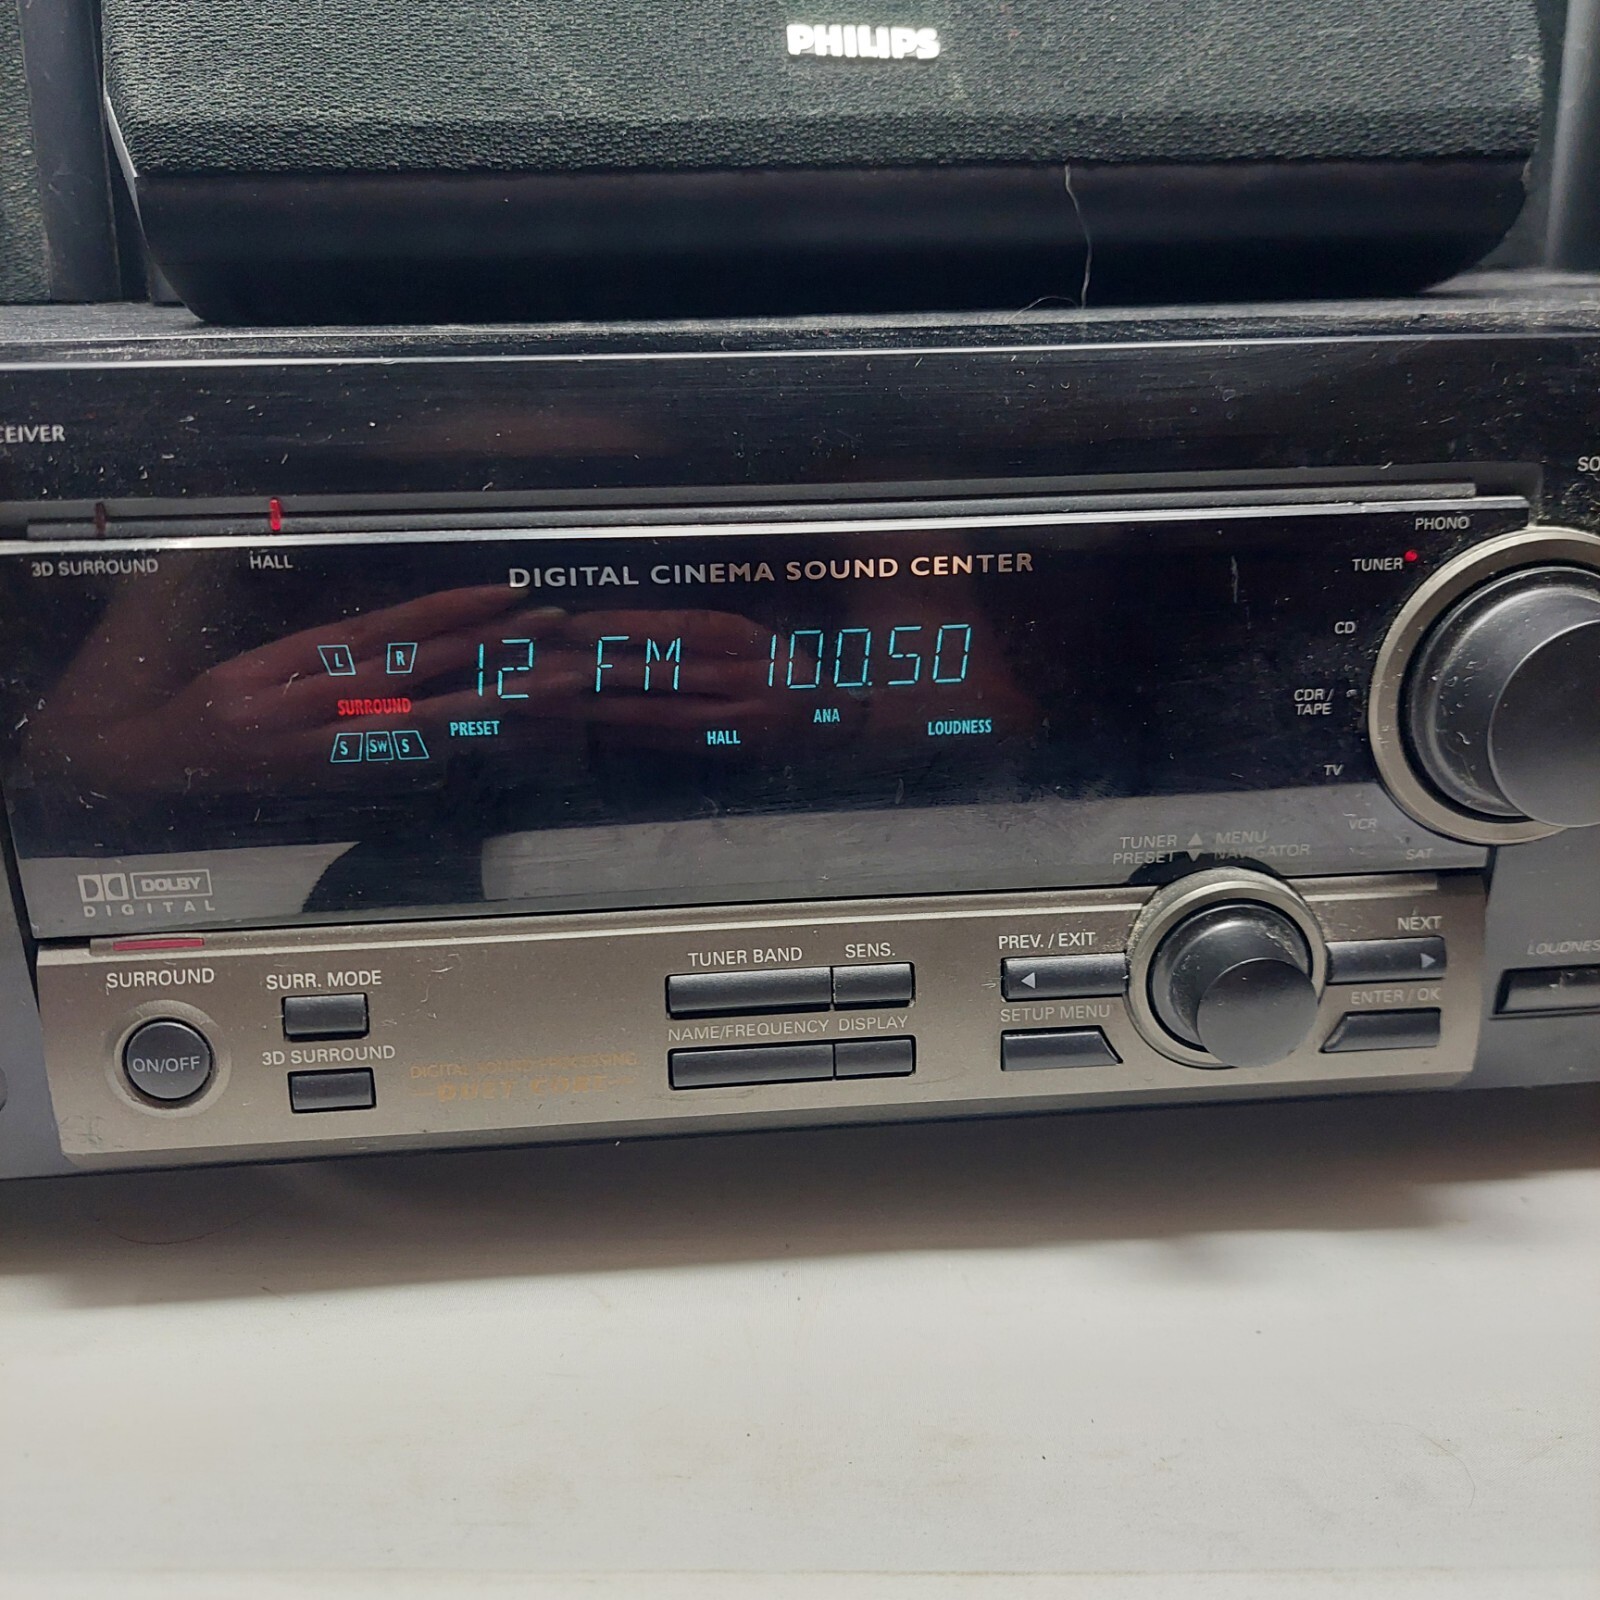 PHILIPS
CEIVER
SO
3D SURROUND
HALL
DIGITAL CINEMA SOUND CENTER
PHONO
TUNER
CD
CDR /
TAPE
TV
VCR
SAT
L R
12 FM 100.50
SURROUND
PRESET
HALL
ANA
LOUDNESS
S SW S
TUNER MENU
PRESET NAVIGATOR
DOLBY
DIGITAL
SURROUND
SURR. MODE
TUNER BAND
SENS.
PREV. / EXIT
NEXT
LOUDNES
ON/OFF
3D SURROUND
NAME/FREQUENCY
DISPLAY
SETUP MENU
ENTER / OK